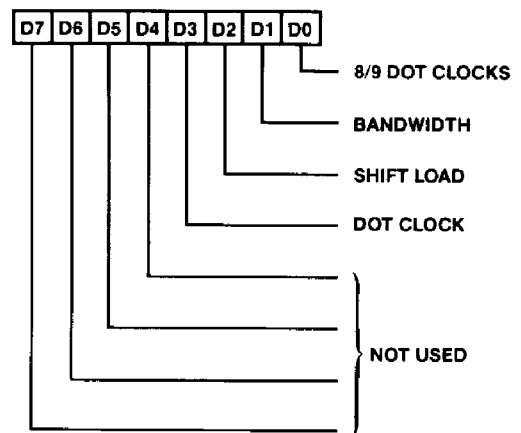 D7 D6 D5 D4 D3 D2 D1 D0
8/9 DOT CLOCKS
BANDWIDTH
SHIFT LOAD
DOT CLOCK
NOT USED